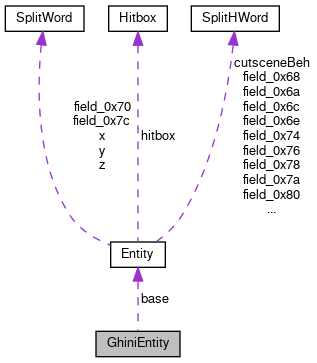 SplitWord
Hitbox
SplitHWord
field_0x70
field_0x7c
x
y
z
hitbox
cutsceneBeh
field_0x68
field_0x6a
field_0x6c
field_0x6e
field_0x74
field_0x76
field_0x78
field_0x7a
field_0x80
...
Entity
base
GhiniEntity